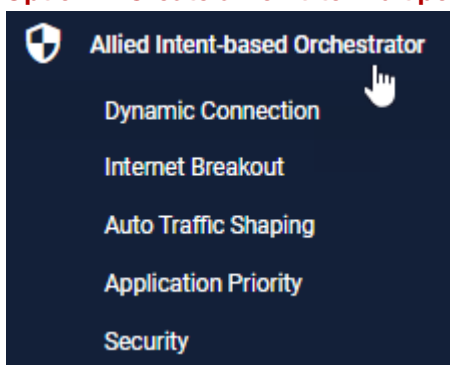 Allied Intent-based Orchestrator
Dynamic Connection
Internet Breakout
Auto Traffic Shaping
Application Priority
Security